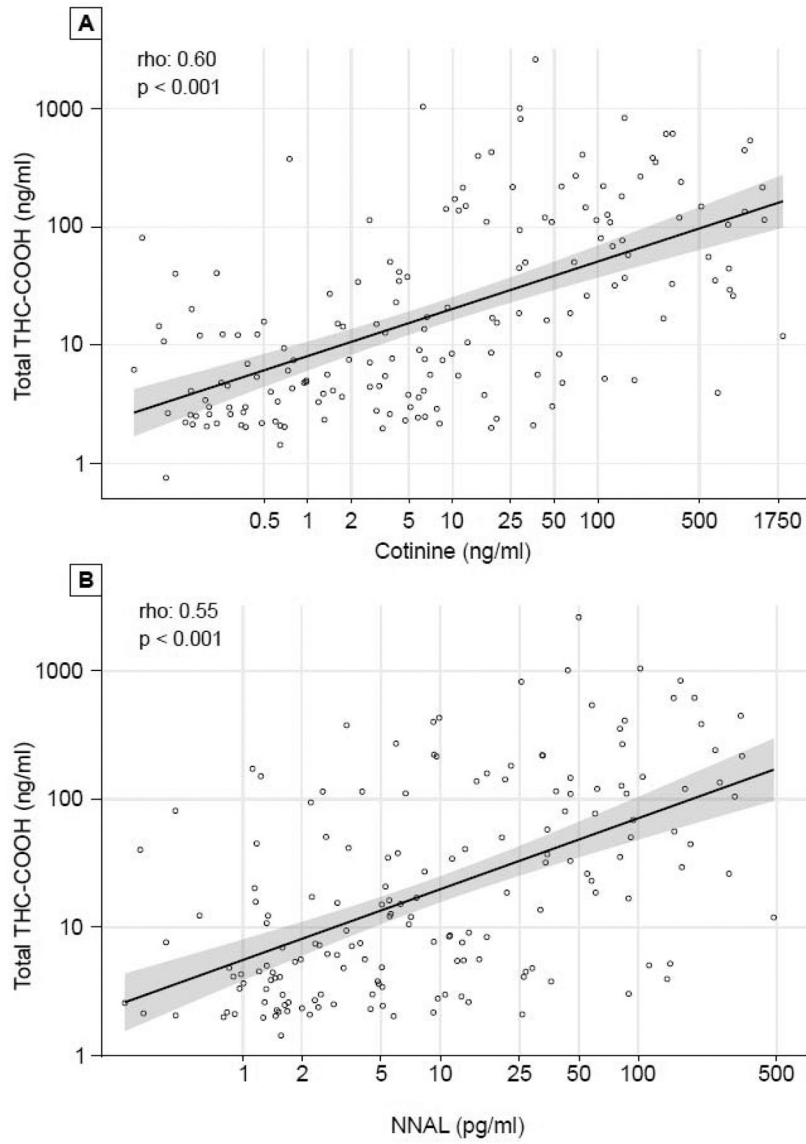 A
rho: 0.60
p < 0.001
Total THC-COOH (ng/ml)
1000
100
10
1
0.5 1 2 5 10 25 50 100 500 1750
Cotinine (ng/ml)
B
rho: 0.55
p < 0.001
Total THC-COOH (ng/ml)
1000
100
10
1
1 2 5 10 25 50 100 500
NNAL (pg/ml)